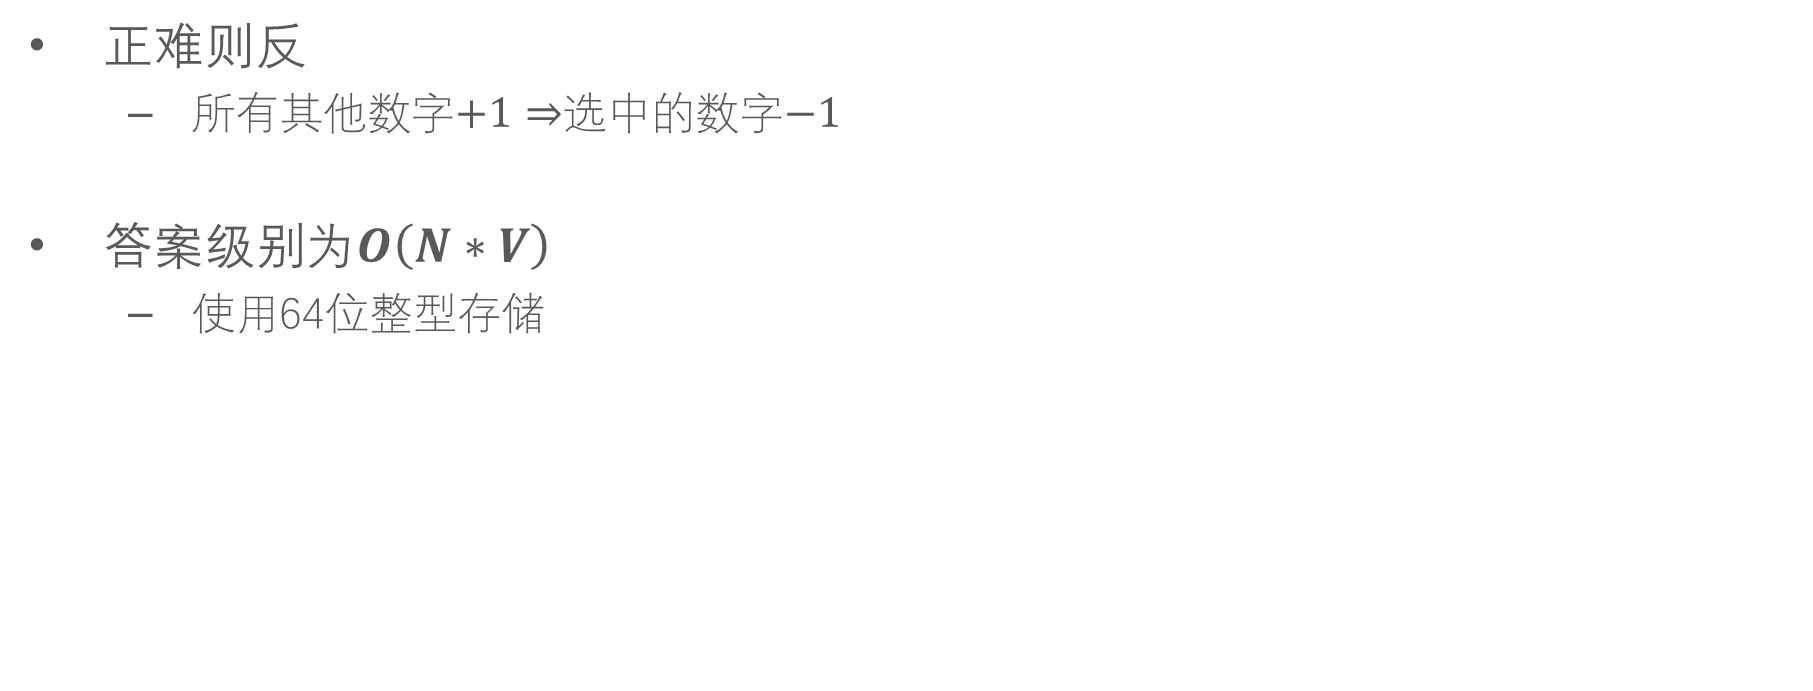 • 正难则反
– 所有其他数字+1 ⇒选中的数字−1
• 答案级别为O(N ∗ V)
– 使用64位整型存储